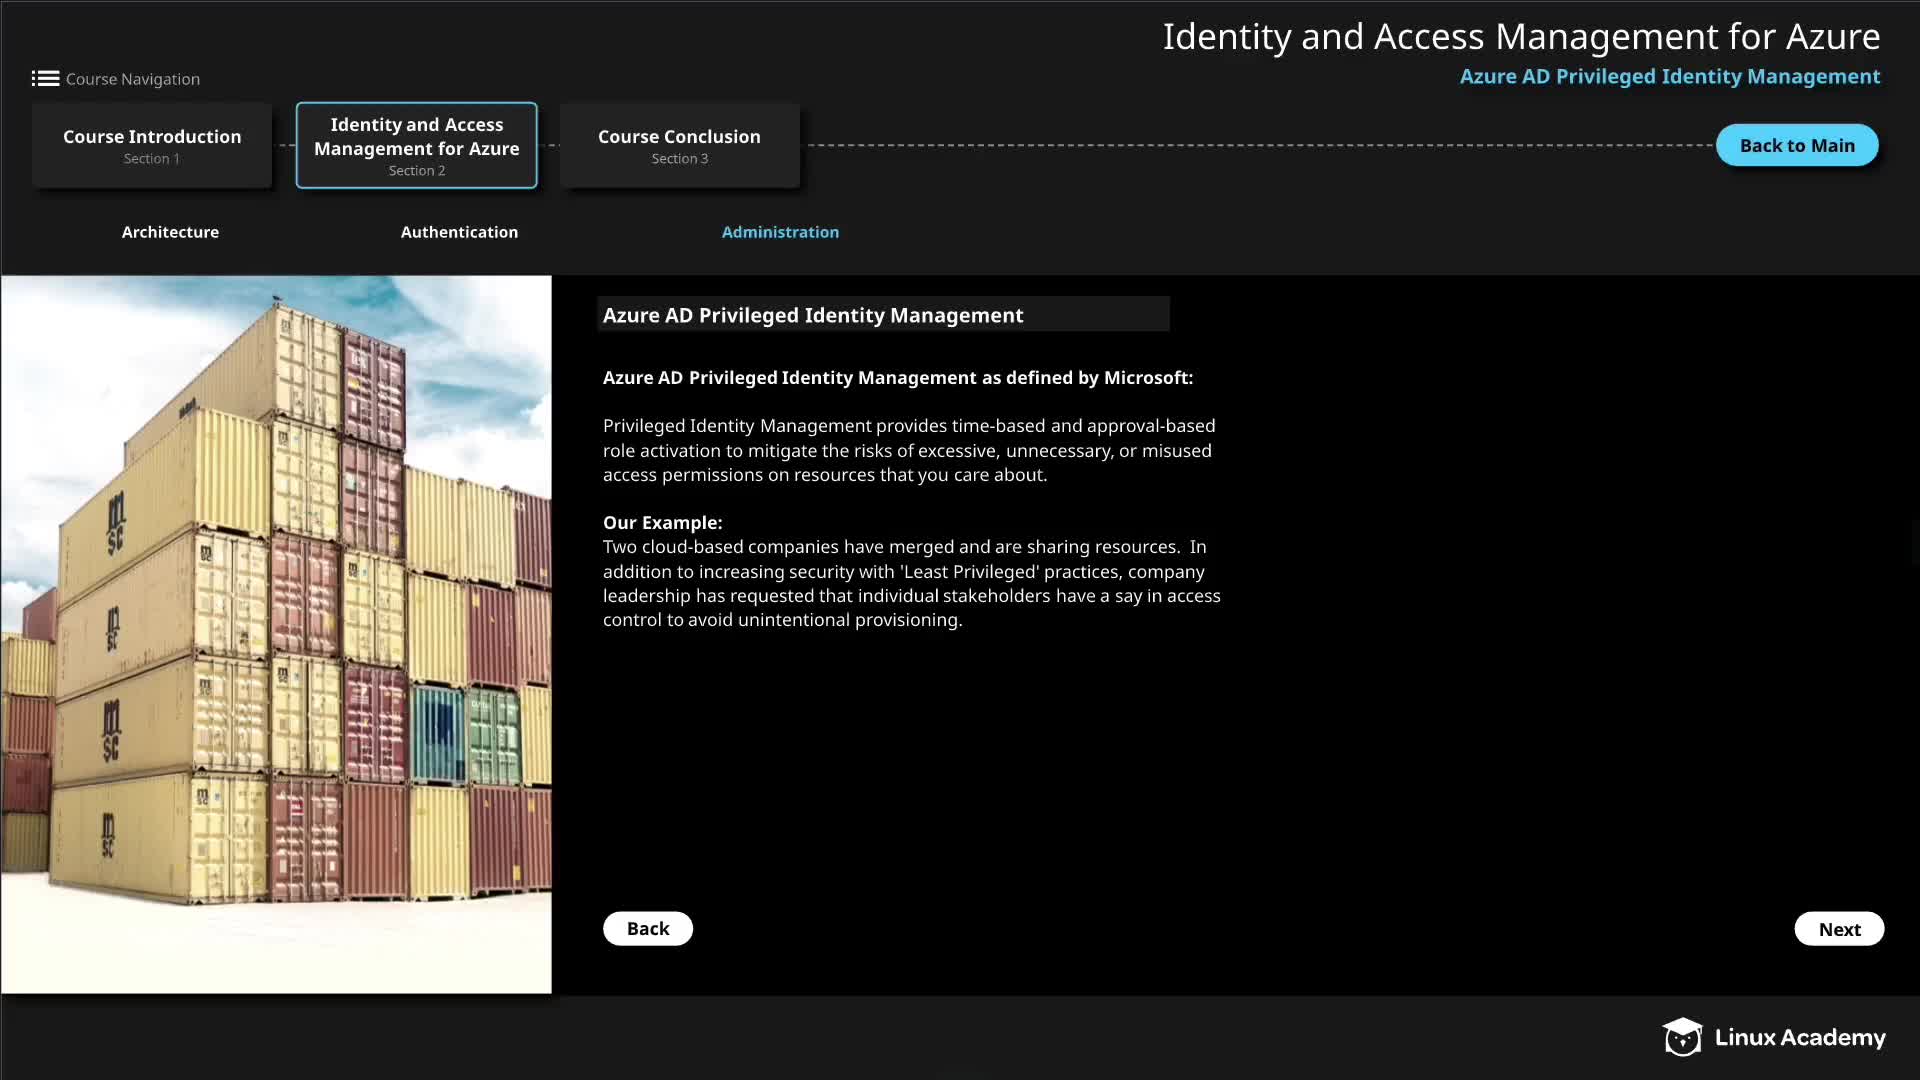 Identity and Access Management for Azure
Azure AD Privileged Identity Management
Course Navigation
Course Introduction
Section 1
Identity and Access
Management for Azure
Section 2
Course Conclusion
Section 3
Back to Main
Architecture
Authentication
Administration
Azure AD Privileged Identity Management
Azure AD Privileged Identity Management as defined by Microsoft:
Privileged Identity Management provides time-based and approval-based
role activation to mitigate the risks of excessive, unnecessary, or misused
access permissions on resources that you care about.
Our Example:
Two cloud-based companies have merged and are sharing resources.  In
addition to increasing security with 'Least Privileged' practices, company
leadership has requested that individual stakeholders have a say in access
control to avoid unintentional provisioning.
msc
msc
msc
msc
Back
Next
Linux Academy